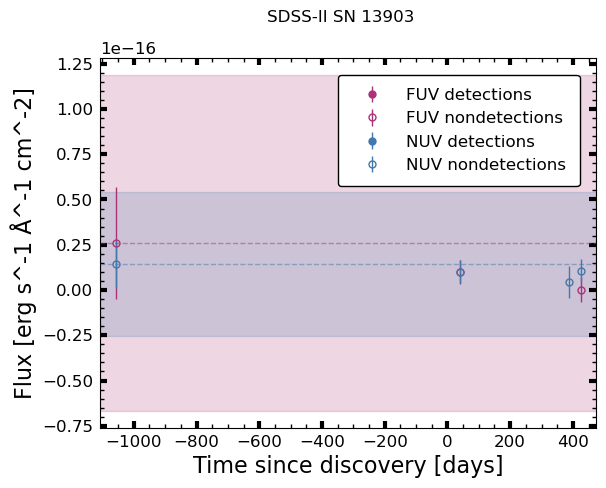 SDSS-II SN 13903
1e−16
1.25
1.00
0.75
0.50
0.25
0.00
−0.25
−0.50
−0.75
Flux [erg s^-1 Å^-1 cm^-2]
FUV detections
FUV nondetections
NUV detections
NUV nondetections
−1000 −800 −600 −400 −200 0 200 400
Time since discovery [days]